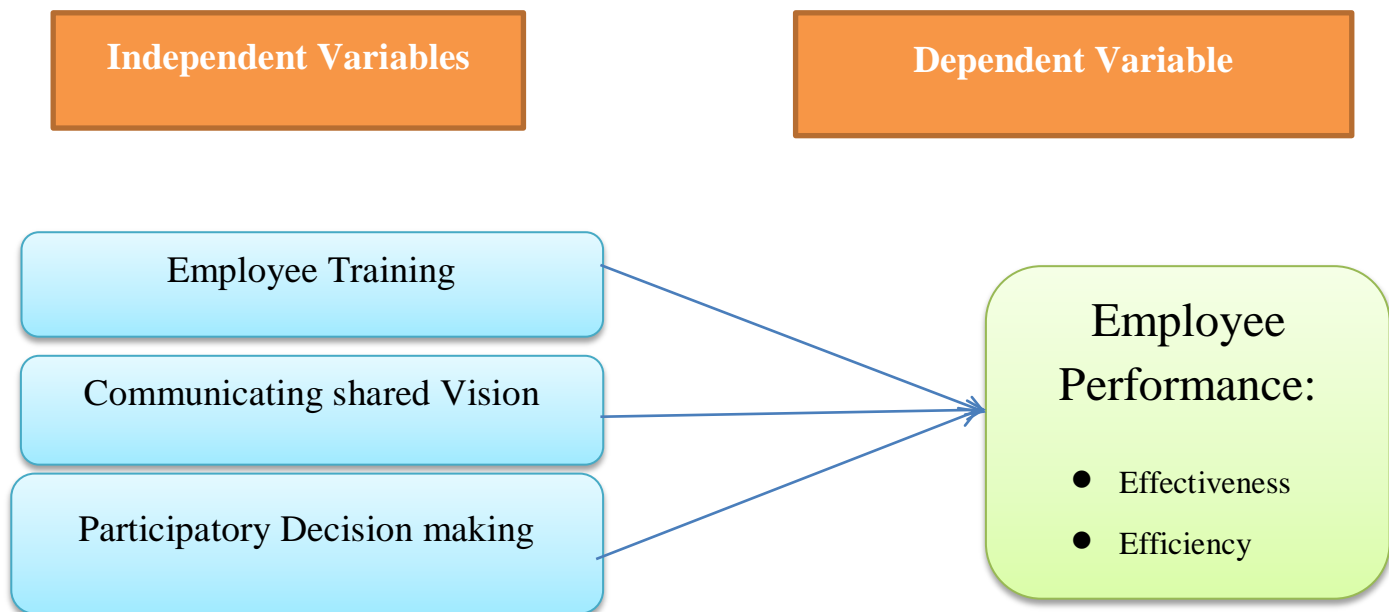 Independent Variables
Dependent Variable
Employee Training
Communicating shared Vision
Participatory Decision making
Employee
Performance:
● Effectiveness
● Efficiency